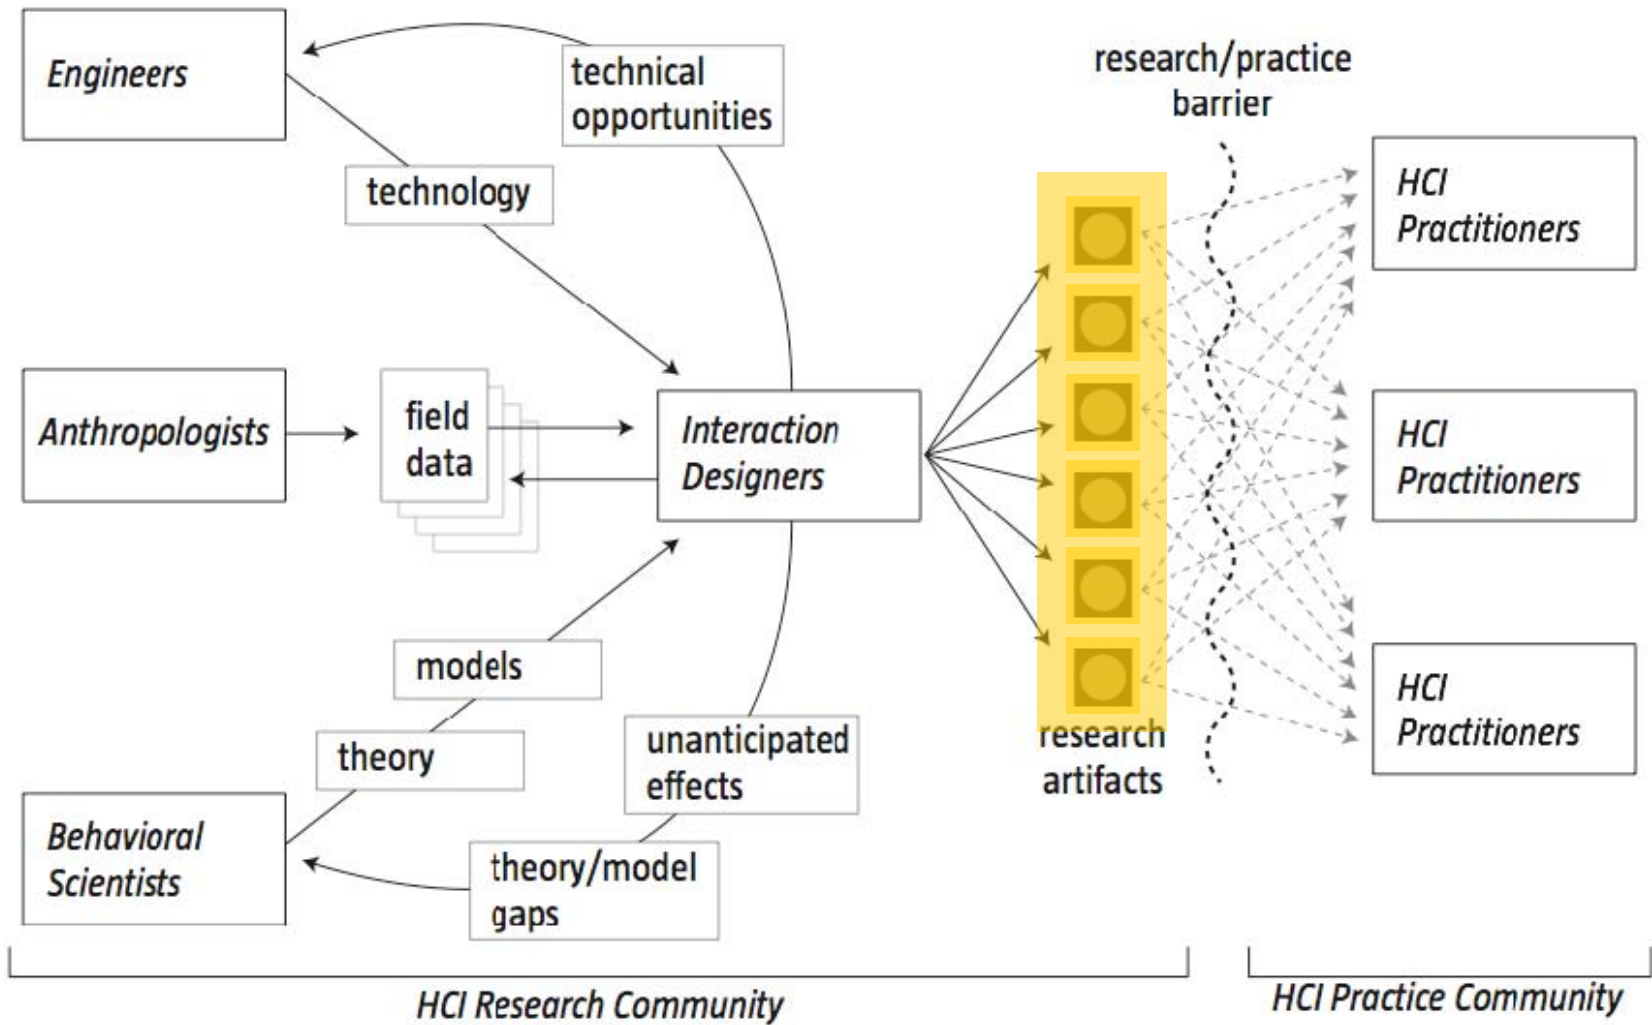 Engineers
technical
opportunities
technology
research/practice
barrier
HCI
Practitioners
Anthropologists
field
data
Interaction
Designers
HCI
Practitioners
models
theory
unanticipated
effects
research
artifacts
HCI
Practitioners
Behavioral
Scientists
theory/model
gaps
HCI Research Community
HCI Practice Community